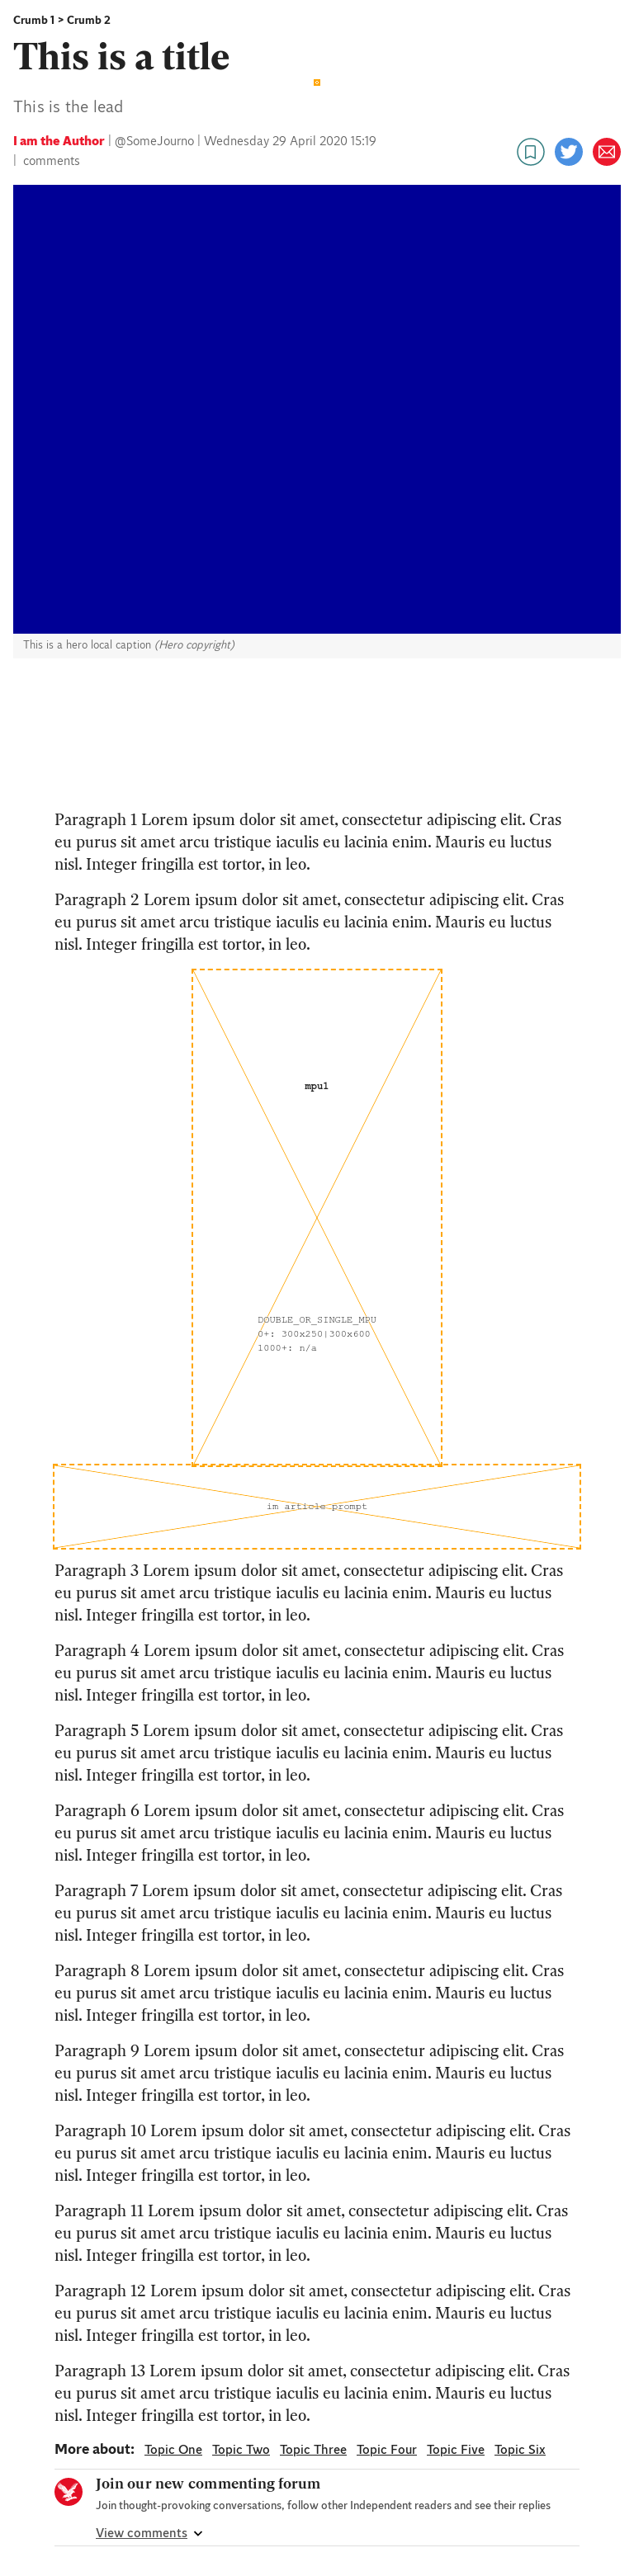 Crumb 1 > Crumb 2
This is a title
This is the lead
I am the Author | @SomeJourno | Wednesday 29 April 2020 15:19
| comments
This is a hero local caption (Hero copyright)
Paragraph 1 Lorem ipsum dolor sit amet, consectetur adipiscing elit. Cras
eu purus sit amet arcu tristique iaculis eu lacinia enim. Mauris eu luctus
nisl. Integer fringilla est tortor, in leo.
Paragraph 2 Lorem ipsum dolor sit amet, consectetur adipiscing elit. Cras
eu purus sit amet arcu tristique iaculis eu lacinia enim. Mauris eu luctus
nisl. Integer fringilla est tortor, in leo.
mpu1
DOUBLE_OR_SINGLE_MPU
0+: 300x250|300x600
1000+: n/a
im article prompt
Paragraph 3 Lorem ipsum dolor sit amet, consectetur adipiscing elit. Cras
eu purus sit amet arcu tristique iaculis eu lacinia enim. Mauris eu luctus
nisl. Integer fringilla est tortor, in leo.
Paragraph 4 Lorem ipsum dolor sit amet, consectetur adipiscing elit. Cras
eu purus sit amet arcu tristique iaculis eu lacinia enim. Mauris eu luctus
nisl. Integer fringilla est tortor, in leo.
Paragraph 5 Lorem ipsum dolor sit amet, consectetur adipiscing elit. Cras
eu purus sit amet arcu tristique iaculis eu lacinia enim. Mauris eu luctus
nisl. Integer fringilla est tortor, in leo.
Paragraph 6 Lorem ipsum dolor sit amet, consectetur adipiscing elit. Cras
eu purus sit amet arcu tristique iaculis eu lacinia enim. Mauris eu luctus
nisl. Integer fringilla est tortor, in leo.
Paragraph 7 Lorem ipsum dolor sit amet, consectetur adipiscing elit. Cras
eu purus sit amet arcu tristique iaculis eu lacinia enim. Mauris eu luctus
nisl. Integer fringilla est tortor, in leo.
Paragraph 8 Lorem ipsum dolor sit amet, consectetur adipiscing elit. Cras
eu purus sit amet arcu tristique iaculis eu lacinia enim. Mauris eu luctus
nisl. Integer fringilla est tortor, in leo.
Paragraph 9 Lorem ipsum dolor sit amet, consectetur adipiscing elit. Cras
eu purus sit amet arcu tristique iaculis eu lacinia enim. Mauris eu luctus
nisl. Integer fringilla est tortor, in leo.
Paragraph 10 Lorem ipsum dolor sit amet, consectetur adipiscing elit. Cras
eu purus sit amet arcu tristique iaculis eu lacinia enim. Mauris eu luctus
nisl. Integer fringilla est tortor, in leo.
Paragraph 11 Lorem ipsum dolor sit amet, consectetur adipiscing elit. Cras
eu purus sit amet arcu tristique iaculis eu lacinia enim. Mauris eu luctus
nisl. Integer fringilla est tortor, in leo.
Paragraph 12 Lorem ipsum dolor sit amet, consectetur adipiscing elit. Cras
eu purus sit amet arcu tristique iaculis eu lacinia enim. Mauris eu luctus
nisl. Integer fringilla est tortor, in leo.
Paragraph 13 Lorem ipsum dolor sit amet, consectetur adipiscing elit. Cras
eu purus sit amet arcu tristique iaculis eu lacinia enim. Mauris eu luctus
nisl. Integer fringilla est tortor, in leo.
More about: Topic One Topic Two Topic Three Topic Four Topic Five Topic Six
Join our new commenting forum
Join thought-provoking conversations, follow other Independent readers and see their replies
View comments